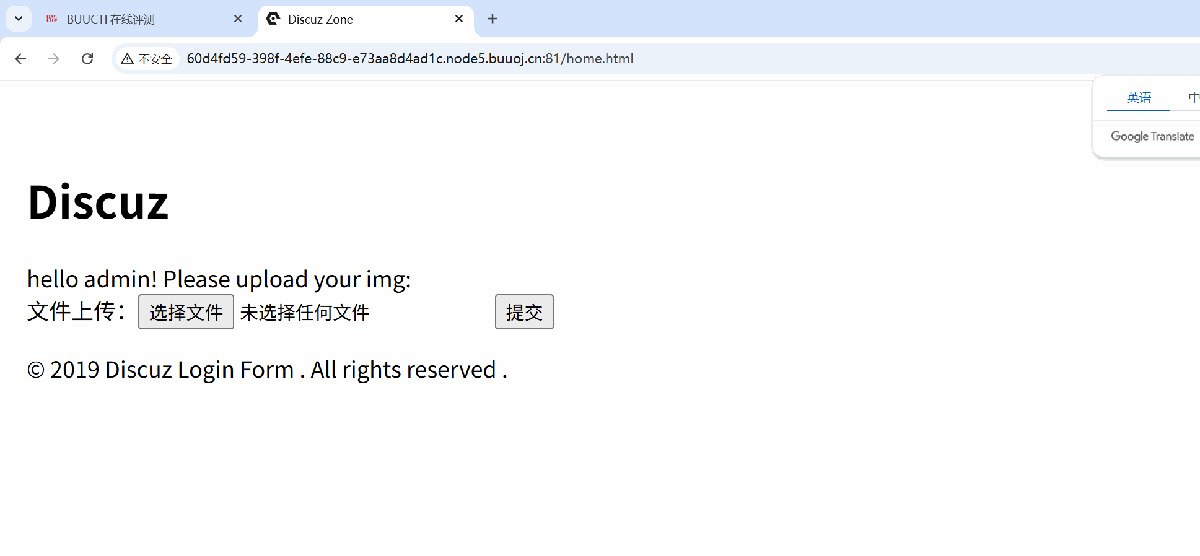 BUUCTF在线评测
Discuz Zone
不安全 60d4fd59-398f-4efe-88c9-e73aa8d4ad1c.node5.buuoj.cn:81/home.html
英语 中
Google Translate
Discuz
hello admin! Please upload your img:
文件上传：选择文件 未选择任何文件 提交
© 2019 Discuz Login Form . All rights reserved .